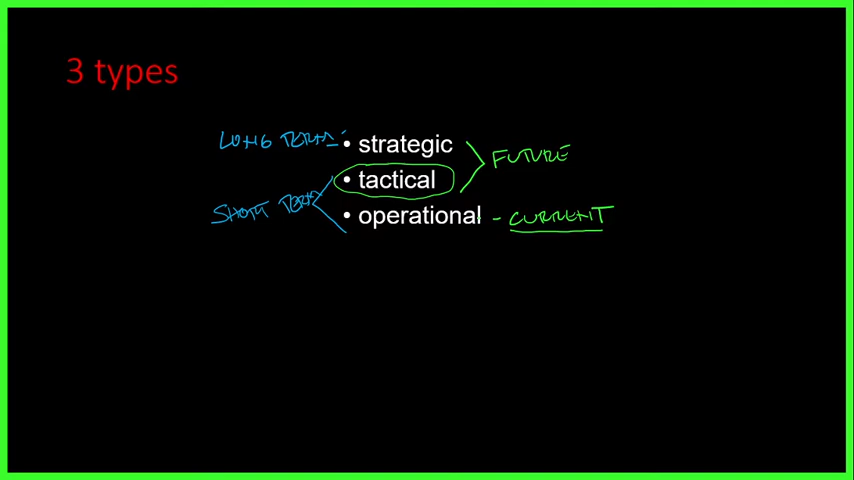 3 types
LONG TERM • strategic
FUTURE
• tactical
SHORT TERM
• operational - CURRENT